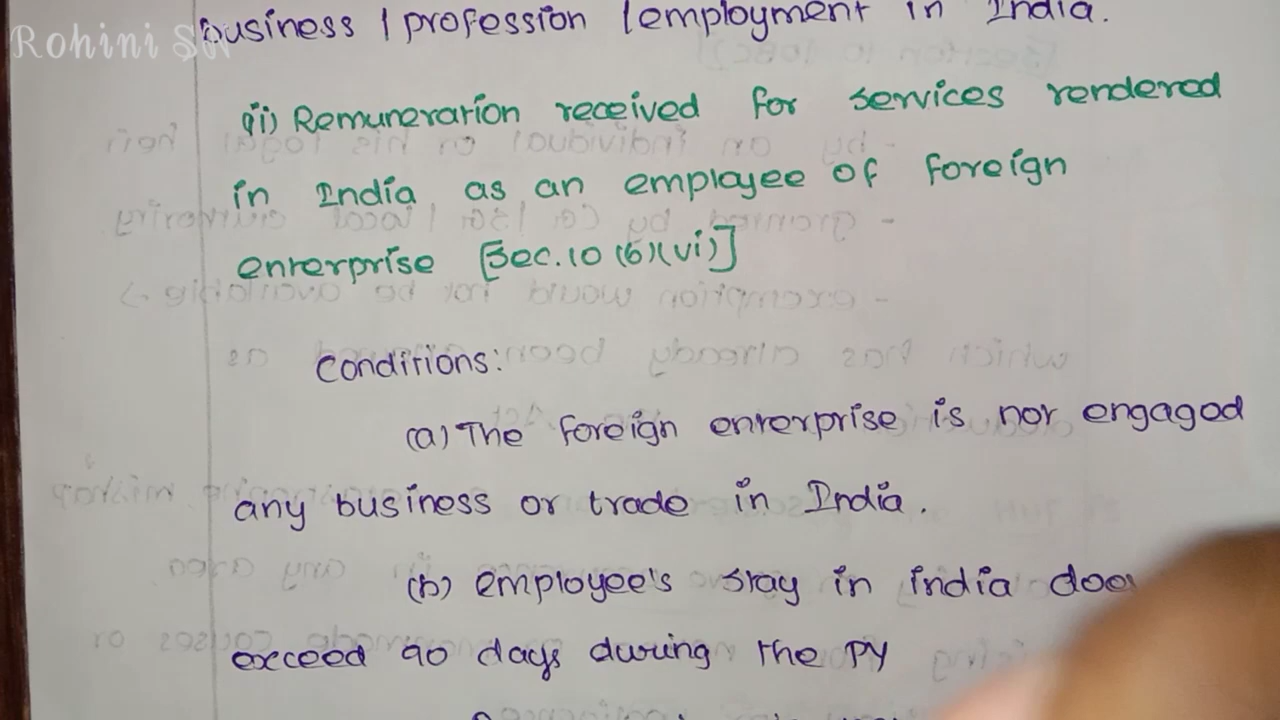 Rohini S
business / profession / employment in India.
ii) Remuneration received for services rendered
in India as an employee of foreign
enterprise [Sec.10 (6)(vi)]
Conditions:
(a) The foreign enterprise is not engaged
any business or trade in India.
(b) employee's stay in india
exceed 90 days during the PY